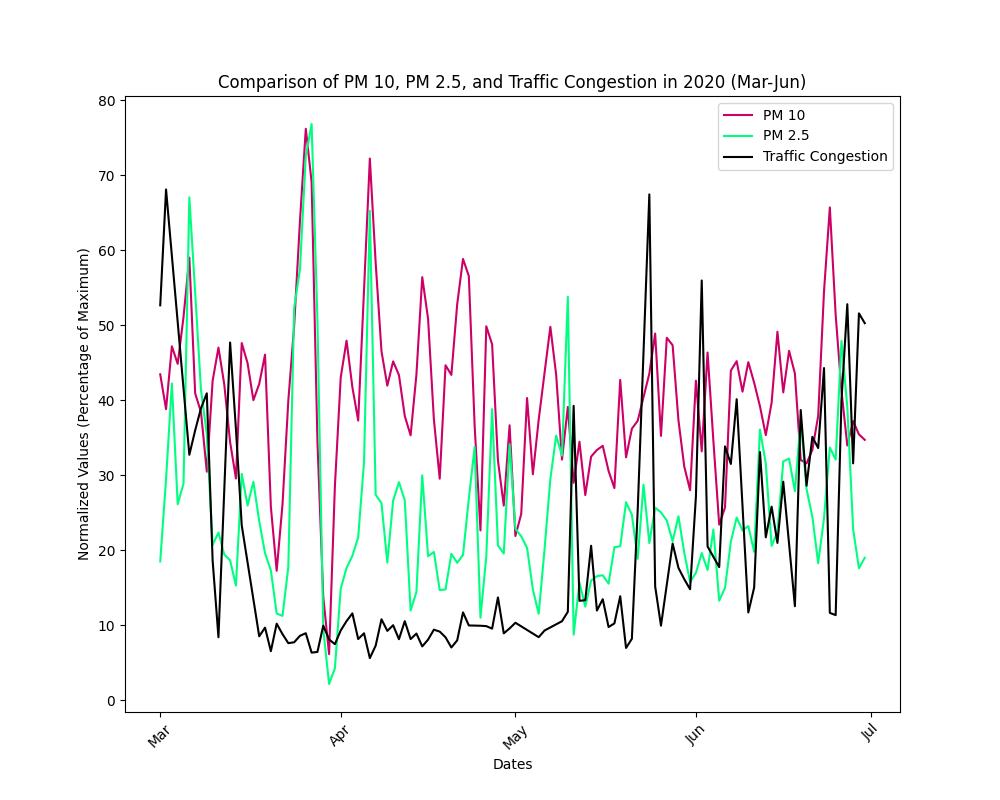 Comparison of PM 10, PM 2.5, and Traffic Congestion in 2020 (Mar-Jun)
PM 10
PM 2.5
Traffic Congestion
Normalized Values (Percentage of Maximum)
80
70
60
50
40
30
20
10
0
Mar
Apr
May
Jun
Jul
Dates